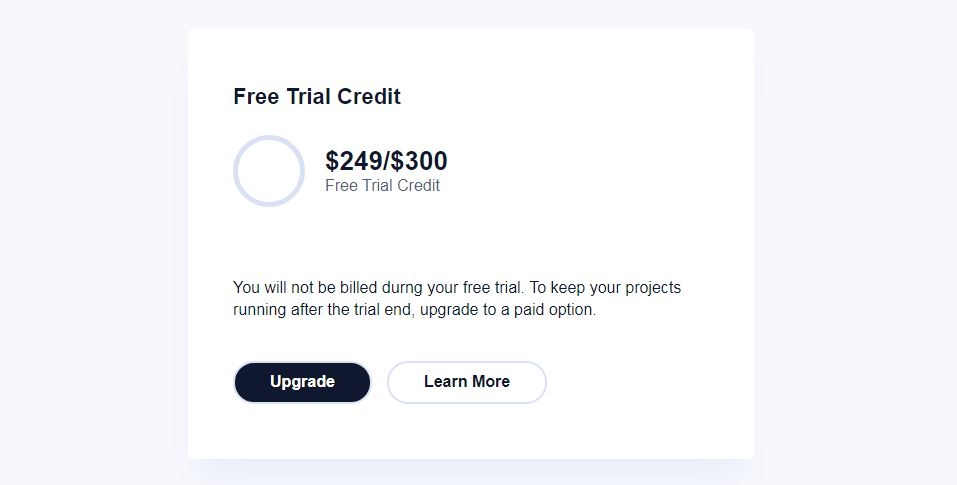 Free Trial Credit
$249/$300
Free Trial Credit
You will not be billed durng your free trial. To keep your projects
running after the trial end, upgrade to a paid option.
Upgrade
Learn More